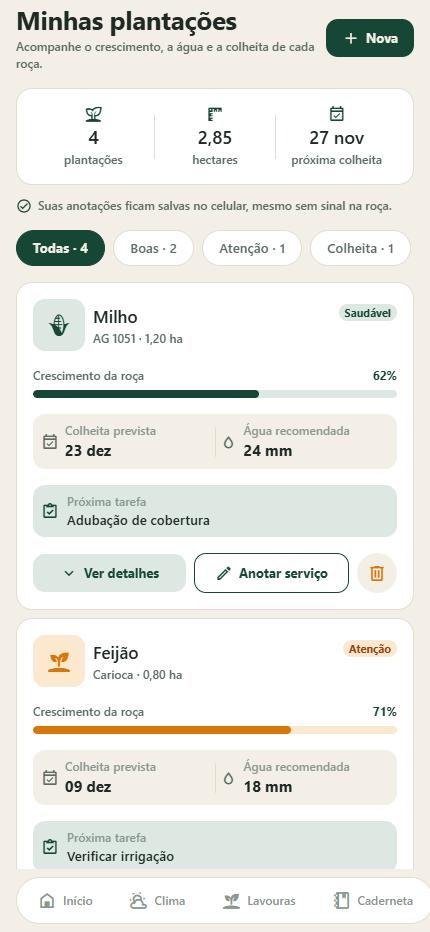 Minhas plantações
Acompanhe o crescimento, a água e a colheita de cada
roça.
Nova
4
plantações
2,85
hectares
27 nov
próxima colheita
Suas anotações ficam salvas no celular, mesmo sem sinal na roça.
Todas · 4
Boas · 2
Atenção · 1
Colheita · 1
Milho
AG 1051 · 1,20 ha
Saudável
Crescimento da roça
62%
Colheita prevista
23 dez
Água recomendada
24 mm
Próxima tarefa
Adubação de cobertura
Ver detalhes
Anotar serviço
Feijão
Carioca · 0,80 ha
Atenção
Crescimento da roça
71%
Colheita prevista
09 dez
Água recomendada
18 mm
Próxima tarefa
Verificar irrigação
Início
Clima
Lavouras
Caderneta